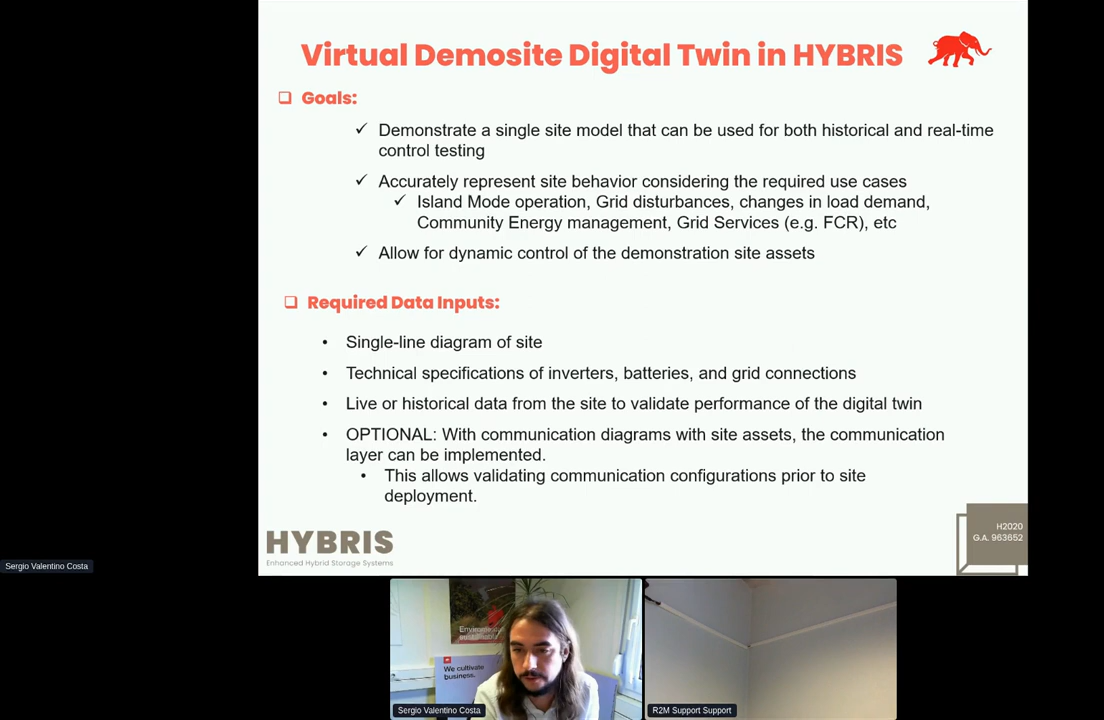 Virtual Demosite Digital Twin in HYBRIS
❑ Goals:
✓ Demonstrate a single site model that can be used for both historical and real-time
control testing
✓ Accurately represent site behavior considering the required use cases
✓ Island Mode operation, Grid disturbances, changes in load demand,
Community Energy management, Grid Services (e.g. FCR), etc
✓ Allow for dynamic control of the demonstration site assets
❑ Required Data Inputs:
• Single-line diagram of site
• Technical specifications of inverters, batteries, and grid connections
• Live or historical data from the site to validate performance of the digital twin
• OPTIONAL: With communication diagrams with site assets, the communication
layer can be implemented.
• This allows validating communication configurations prior to site
deployment.
HYBRIS
Enhanced Hybrid Storage Systems
H2020
G.A. 963652
Sergio Valentino Costa
We cultivate
business.
Sergio Valentino Costa
R2M Support Support